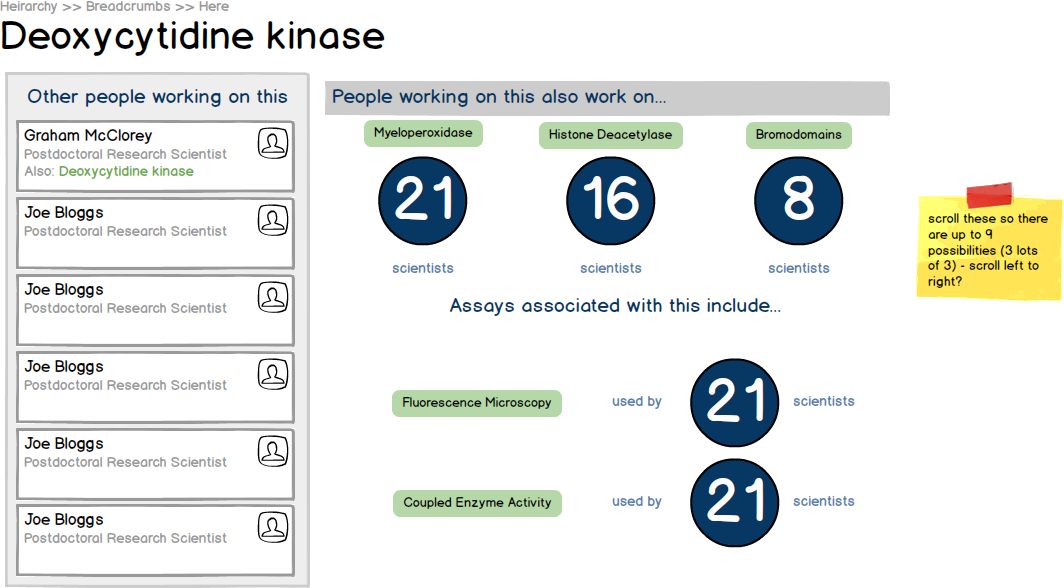 Heirarchy >> Breadcrumbs >> Here
Deoxycytidine kinase
Other people working on this
Graham McClorey
Postdoctoral Research Scientist
Also: Deoxycytidine kinase
Joe Bloggs
Postdoctoral Research Scientist
Joe Bloggs
Postdoctoral Research Scientist
Joe Bloggs
Postdoctoral Research Scientist
Joe Bloggs
Postdoctoral Research Scientist
Joe Bloggs
Postdoctoral Research Scientist
People working on this also work on...
Myeloperoxidase
21
scientists
Histone Deacetylase
16
scientists
Bromodomains
8
scientists
Assays associated with this include...
Fluorescence Microscopy used by 21 scientists
Coupled Enzyme Activity used by 21 scientists
scroll these so there
are up to 9
possibilities (3 lots
of 3) - scroll left to
right?